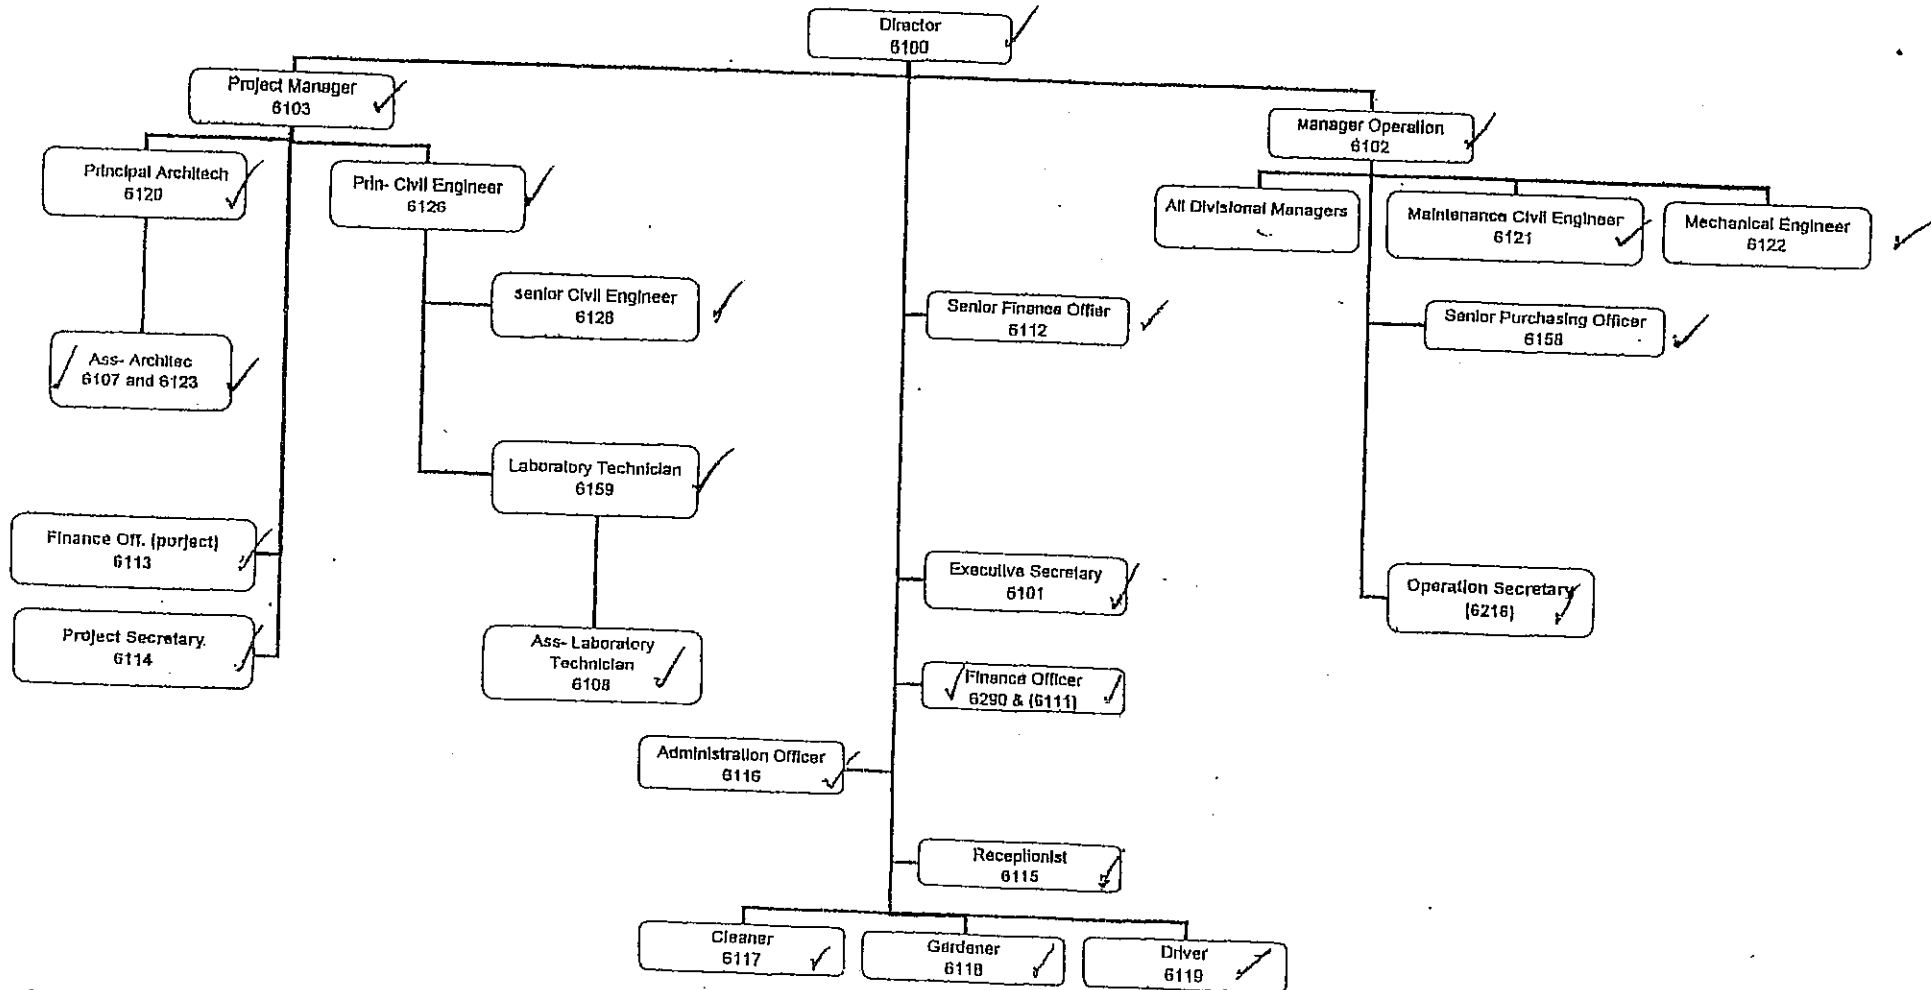 Director
6100
Project Manager
6103
Manager Operation
6102
Principal Architech
6120
Prin- Civil Engineer
6126
All Divisional Managers
Maintenance Civil Engineer
6121
Mechanical Engineer
6122
senior Civil Engineer
6128
Senior Finance Offier
6112
Senior Purchasing Officer
6158
Ass- Architec
6107 and 6123
Laboratory Technician
6159
Finance Off. (porject)
6113
Executive Secretary
6101
Operation Secretary
(6216)
Project Secretary.
6114
Ass- Laboratory
Technician
6108
Finance Officer
6290 & (6111)
Administration Officer
6116
Receptionist
6115
Cleaner
6117
Gardener
6118
Driver
6119